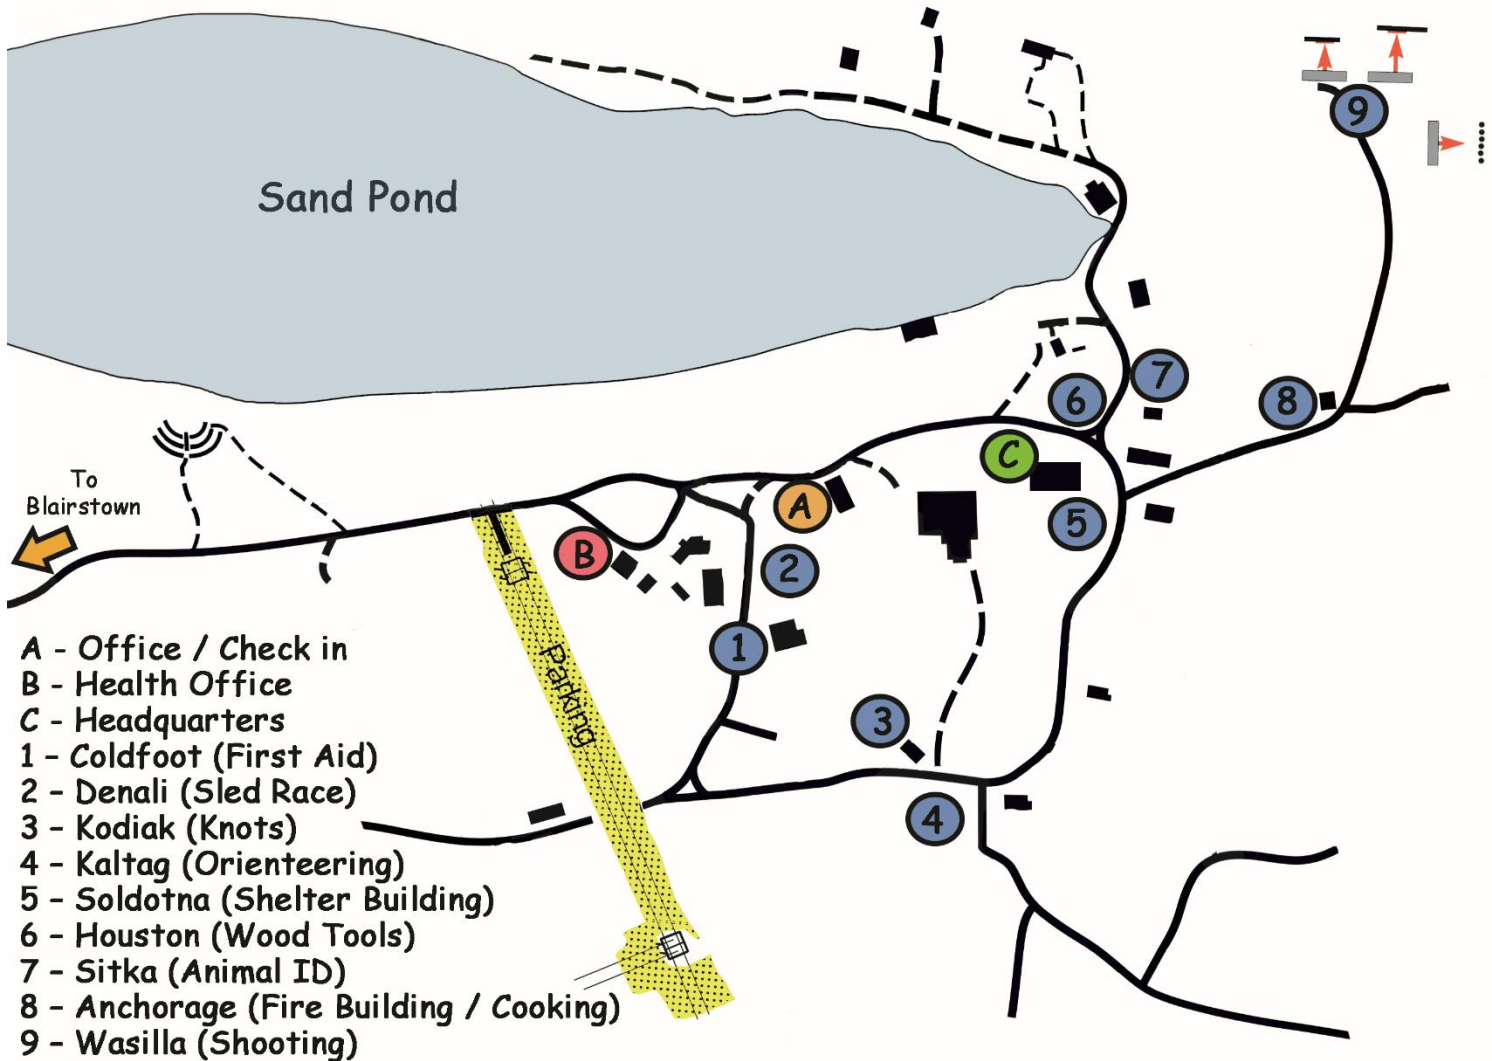 Sand Pond
9
7
6
8
C
To
Blairstown
A
5
B
2
1
Parking
3
4
A - Office / Check in
B - Health Office
C - Headquarters
1 - Coldfoot (First Aid)
2 - Denali (Sled Race)
3 - Kodiak (Knots)
4 - Kaltag (Orienteering)
5 - Soldotna (Shelter Building)
6 - Houston (Wood Tools)
7 - Sitka (Animal ID)
8 - Anchorage (Fire Building / Cooking)
9 - Wasilla (Shooting)